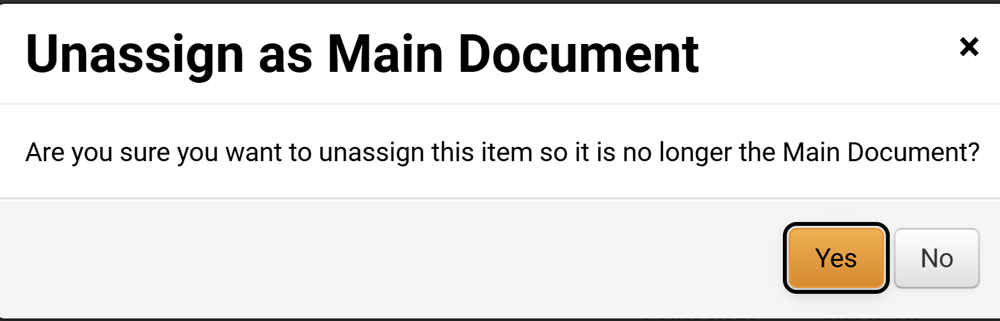 Unassign as Main Document
×
Are you sure you want to unassign this item so it is no longer the Main Document?
Yes No